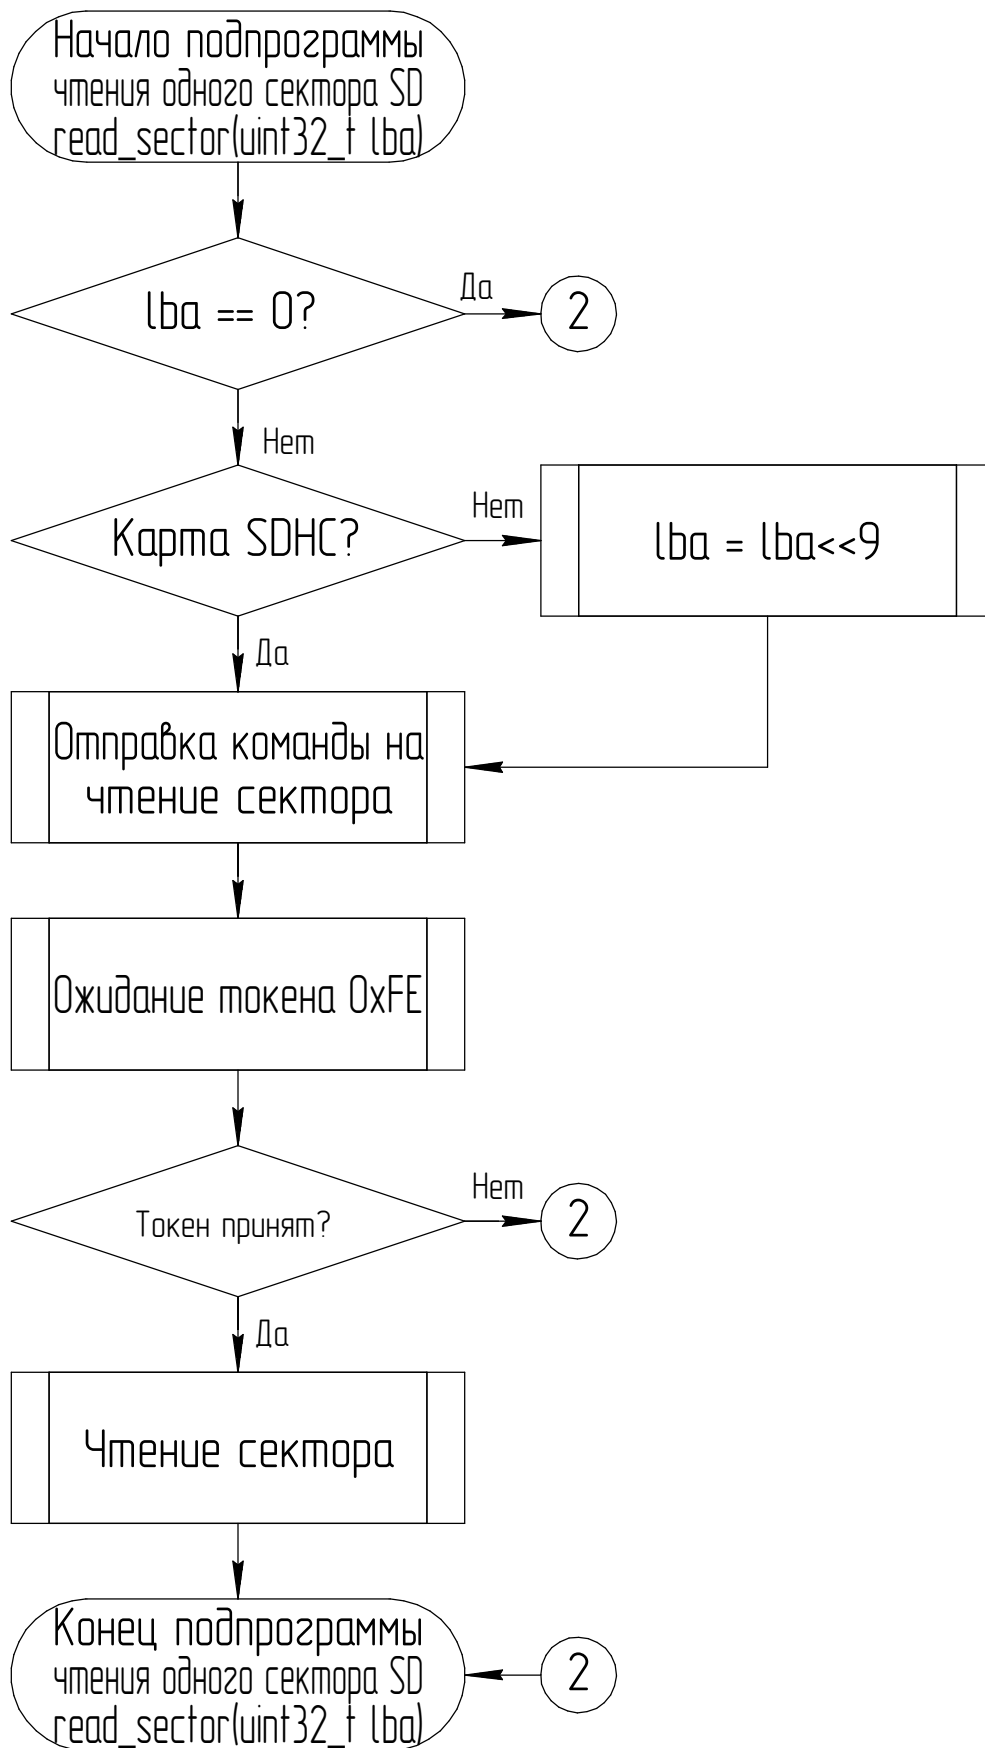 Начало подпрограммы
чтения одного сектора SD
read_sector(uint32_t lba)
lba == 0?
Да
2
Нет
Карта SDHC?
Нет
lba = lba<<9
Да
Отправка команды на
чтение сектора
Ожидание токена 0xFE
Токен принят?
Нет
2
Да
Чтение сектора
Конец подпрограммы
чтения одного сектора SD
read_sector(uint32_t lba)
2